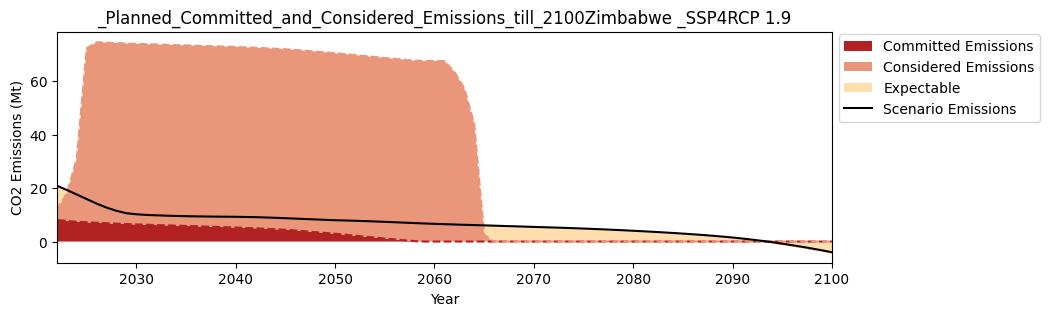 _Planned_Committed_and_Considered_Emissions_till_2100Zimbabwe _SSP4RCP 1.9
Committed Emissions
Considered Emissions
Expectable
Scenario Emissions
CO2 Emissions (Mt)
60
40
20
0
2030 2040 2050 2060 2070 2080 2090 2100
Year